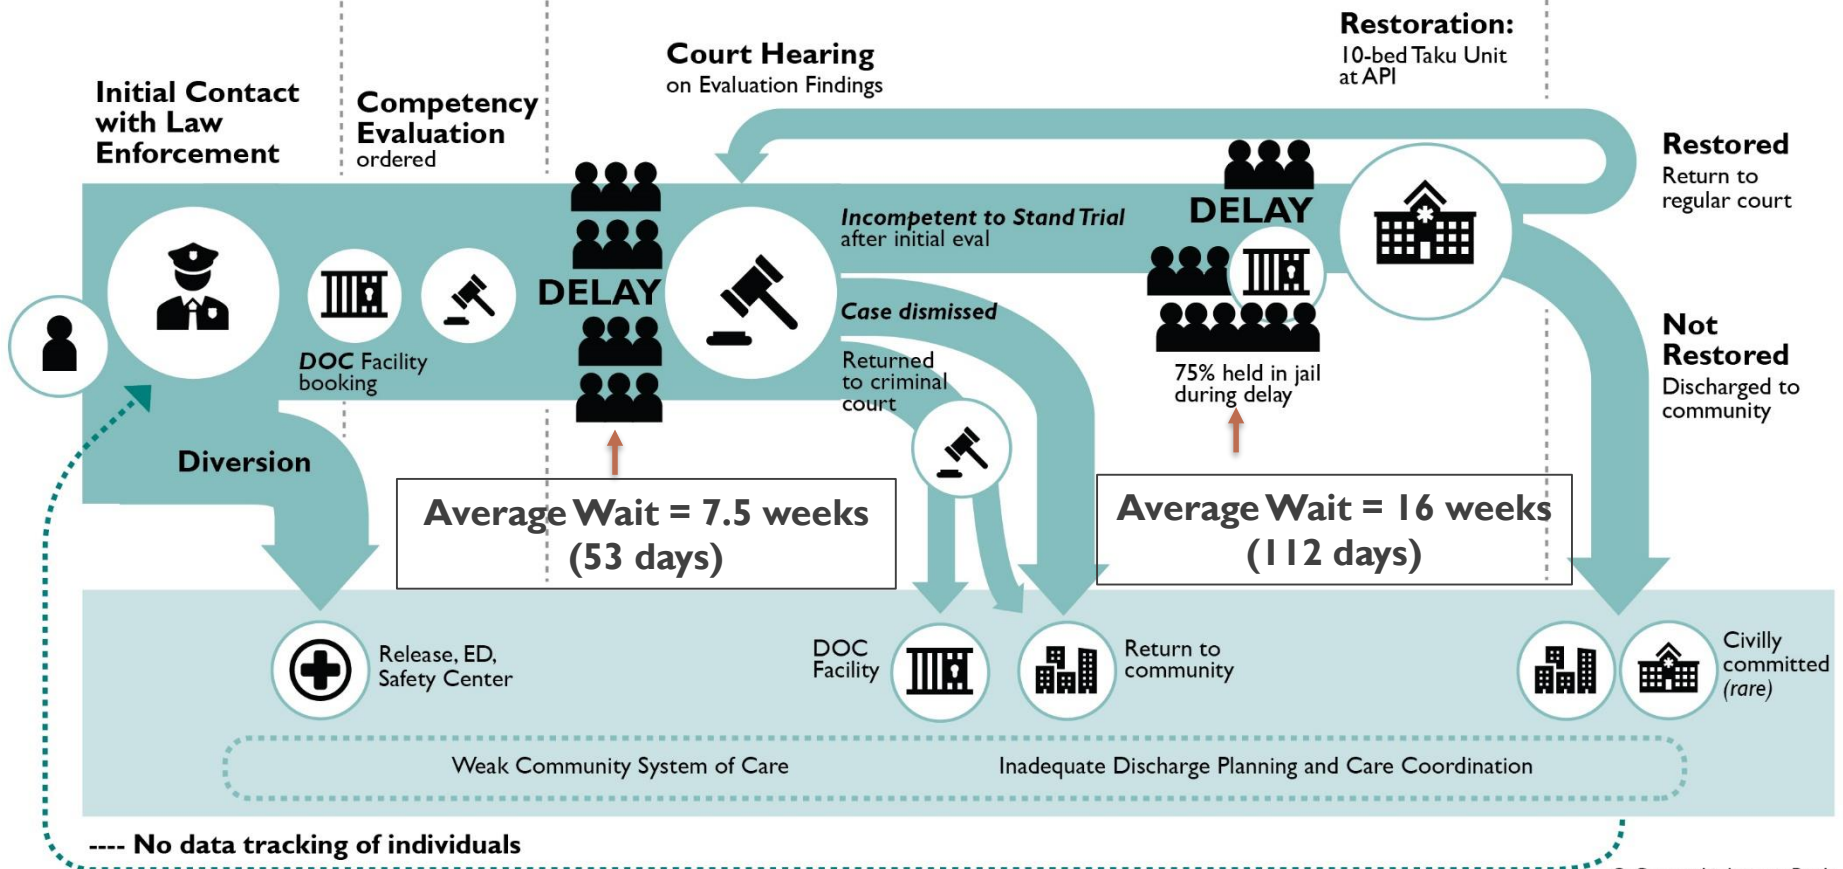 Initial Contact
with Law
Enforcement
Competency
Evaluation
ordered
Court Hearing
on Evaluation Findings
Restoration:
10-bed Taku Unit
at API
Restored
Return to
regular court
DELAY
Incompetent to Stand Trial
after initial eval
DELAY
Case dismissed
DOC Facility
booking
Returned
to criminal
court
75% held in jail
during delay
Not
Restored
Discharged to
community
Diversion
Average Wait = 7.5 weeks
(53 days)
Average Wait = 16 weeks
(112 days)
Release, ED,
Safety Center
DOC
Facility
Return to
community
Civilly
committed
(rare)
Weak Community System of Care
Inadequate Discharge Planning and Care Coordination
---- No data tracking of individuals